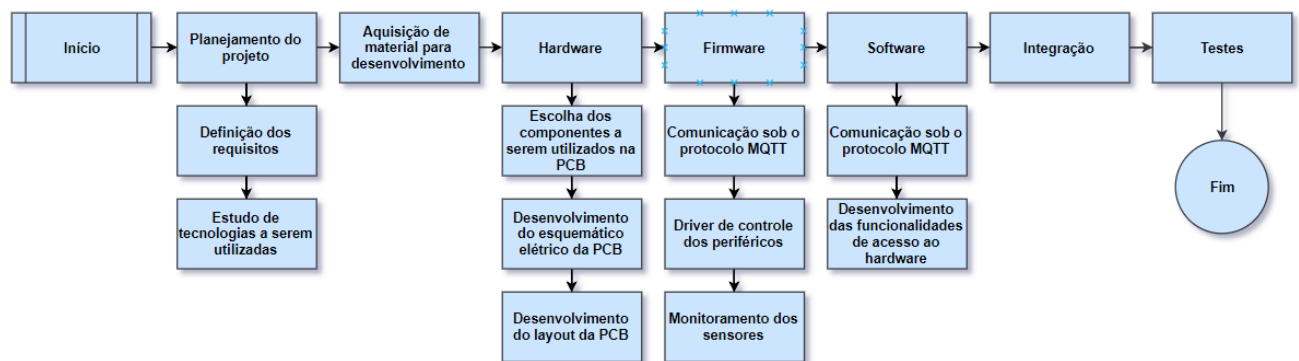 Início
Planejamento do
projeto
Aquisição de
material para
desenvolvimento
Hardware
Firmware
Software
Integração
Testes
Definição dos
requisitos
Estudo de
tecnologias a serem
utilizadas
Escolha dos
componentes a
serem utilizados na
PCB
Desenvolvimento
do esquemático
elétrico da PCB
Desenvolvimento
do layout da PCB
Comunicação sob o
protocolo MQTT
Driver de controle
dos periféricos
Monitoramento dos
sensores
Comunicação sob o
protocolo MQTT
Desenvolvimento
das funcionalidades
de acesso ao
hardware
Fim